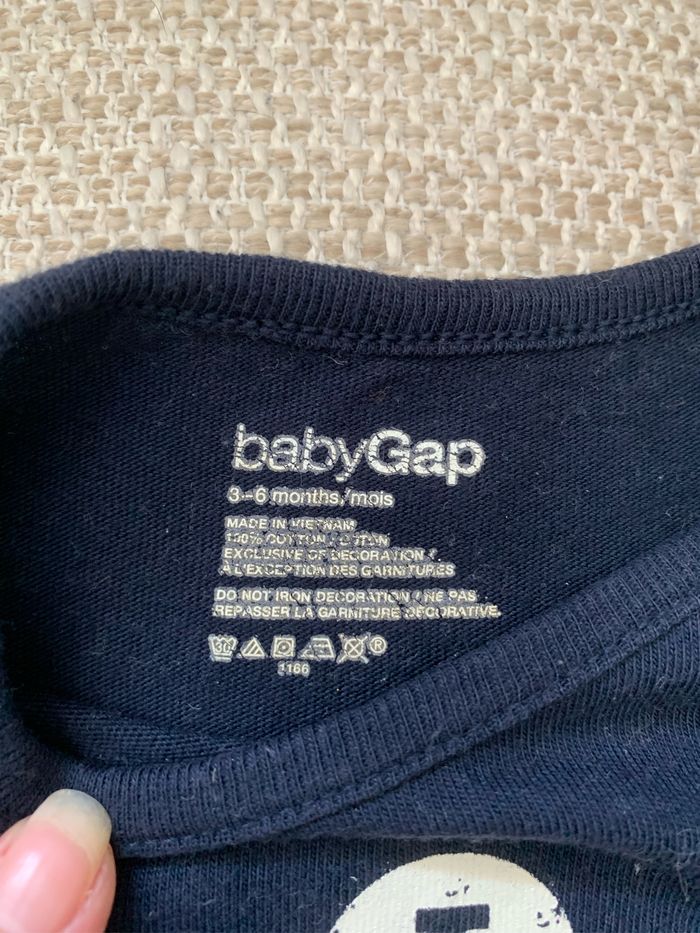 babyGap
3-6 months/mois
MADE IN VIETNAM
100% COTTON / COTON
EXCLUSIVE OF DECORATION /
À L'EXCEPTION DES GARNITURES
DO NOT IRON DECORATION / NE PAS
REPASSER LA GARNITURE DÉCORATIVE.
30 ®
1166